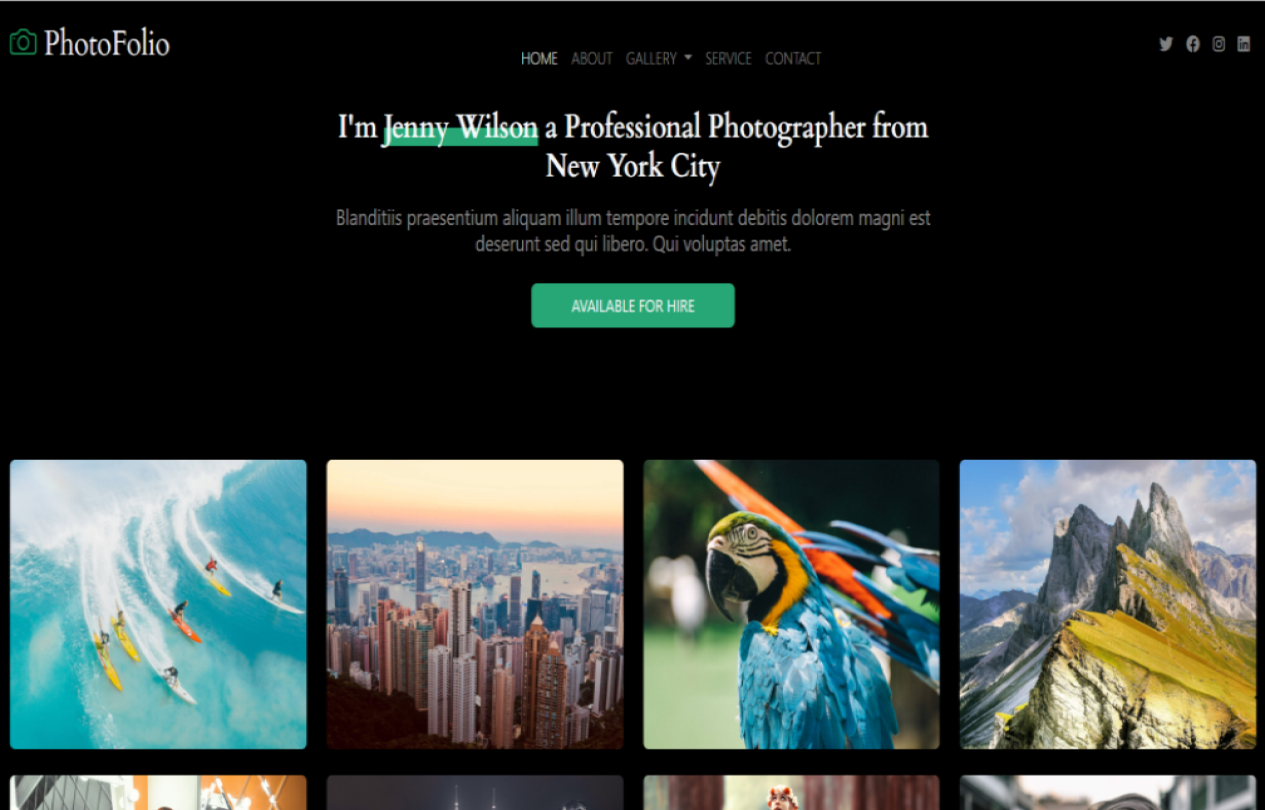 PhotoFolio
HOME ABOUT GALLERY SERVICE CONTACT
I'm Jenny Wilson a Professional Photographer from
New York City
Blanditiis praesentium aliquam illum tempore incidunt debitis dolorem magni est
deserunt sed qui libero. Qui voluptas amet.
AVAILABLE FOR HIRE